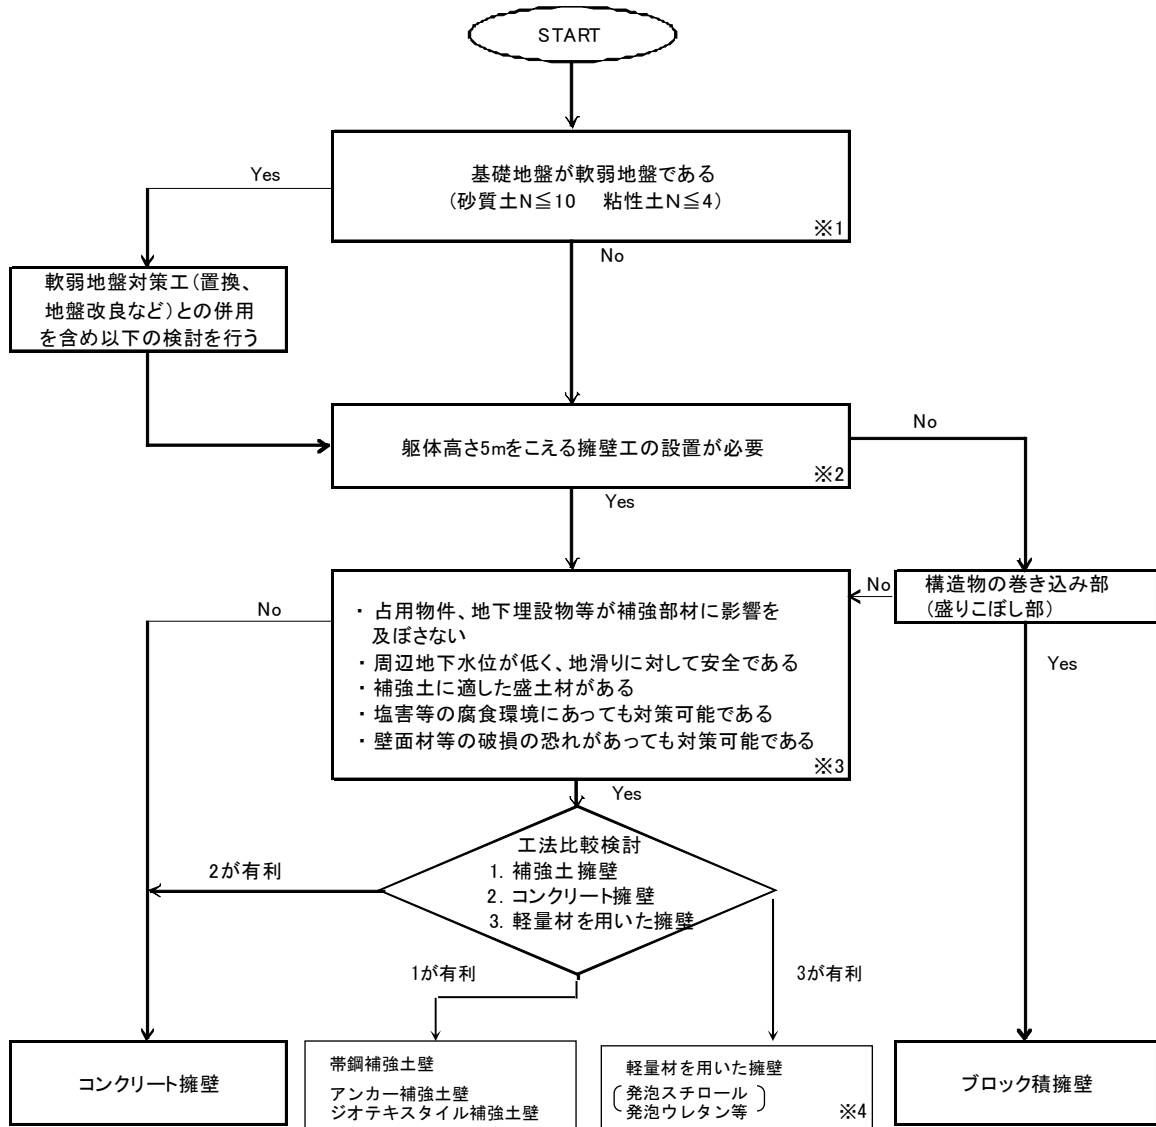 START
基礎地盤が軟弱地盤である
(砂質土N≦10　粘性土N≦4)
※1
Yes
No
軟弱地盤対策工(置換、
地盤改良など)との併用
を含め以下の検討を行う
躯体高さ5mをこえる擁壁工の設置が必要
※2
No
Yes
構造物の巻き込み部
(盛りこぼし部)
No
Yes
No
・ 占用物件、地下埋設物等が補強部材に影響を
及ぼさない
・ 周辺地下水位が低く、地滑りに対して安全である
・ 補強土に適した盛土材がある
・ 塩害等の腐食環境にあっても対策可能である
・ 壁面材等の破損の恐れがあっても対策可能である
※3
Yes
工法比較検討
1. 補強土擁壁
2. コンクリート擁壁
3. 軽量材を用いた擁壁
2が有利
1が有利
3が有利
コンクリート擁壁
帯鋼補強土壁
アンカー補強土壁
ジオテキスタイル補強土壁
軽量材を用いた擁壁
発泡スチロール
発泡ウレタン等
※4
ブロック積擁壁